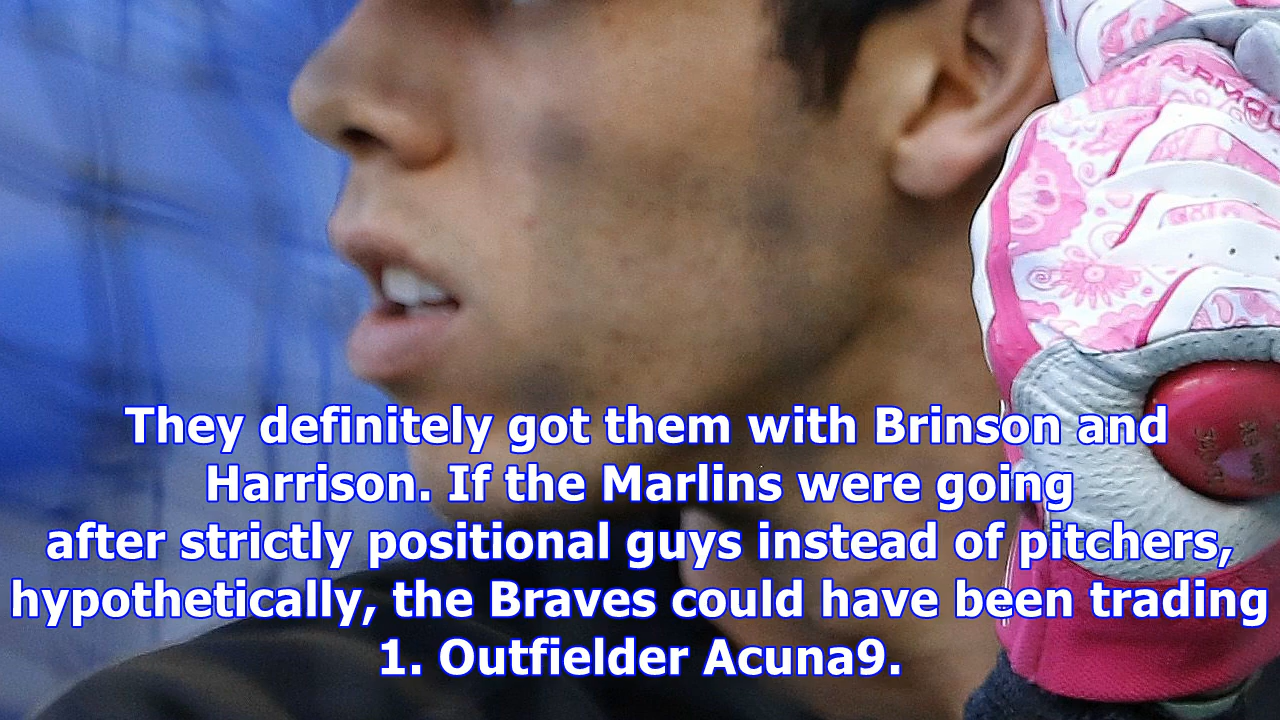 They definitely got them with Brinson and
Harrison. If the Marlins were going
after strictly positional guys instead of pitchers,
hypothetically, the Braves could have been trading
1. Outfielder Acuna9.